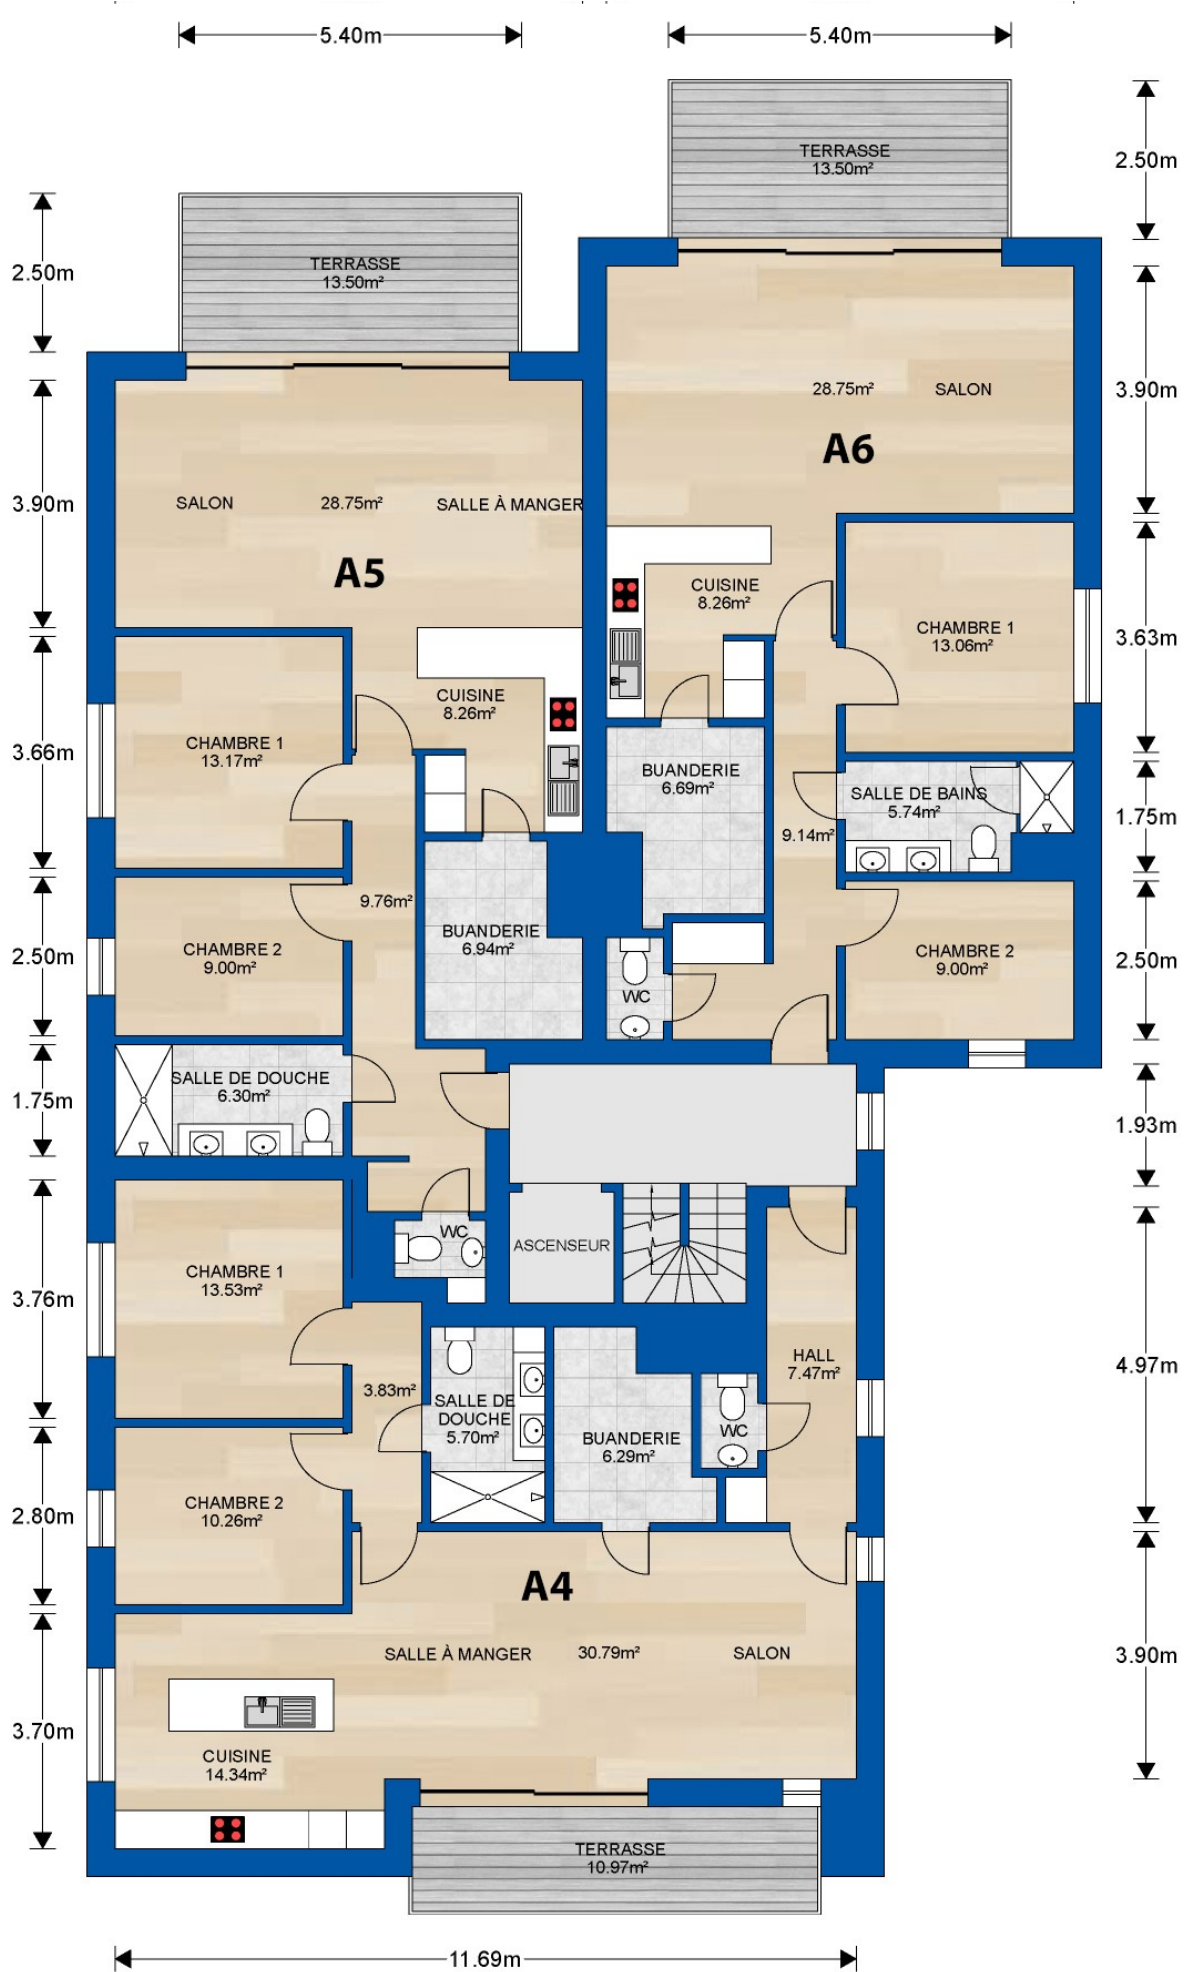 5.40m
5.40m
TERRASSE
13.50m²
2.50m
TERRASSE
13.50m²
2.50m
28.75m²
SALON
3.90m
A6
SALON
28.75m²
SALLE À MANGER
3.90m
A5
CUISINE
8.26m²
CHAMBRE 1
13.06m²
3.63m
CUISINE
8.26m²
CHAMBRE 1
13.17m²
3.66m
BUANDERIE
6.69m²
SALLE DE BAINS
5.74m²
1.75m
9.14m²
9.76m²
BUANDERIE
6.94m²
CHAMBRE 2
9.00m²
2.50m
CHAMBRE 2
9.00m²
2.50m
WC
SALLE DE DOUCHE
6.30m²
1.75m
1.93m
WC
ASCENSEUR
CHAMBRE 1
13.53m²
3.76m
HALL
7.47m²
4.97m
3.83m²
SALLE DE
DOUCHE
5.70m²
BUANDERIE
6.29m²
WC
CHAMBRE 2
10.26m²
2.80m
A4
SALLE À MANGER
30.79m²
SALON
3.90m
3.70m
CUISINE
14.34m²
TERRASSE
10.97m²
11.69m